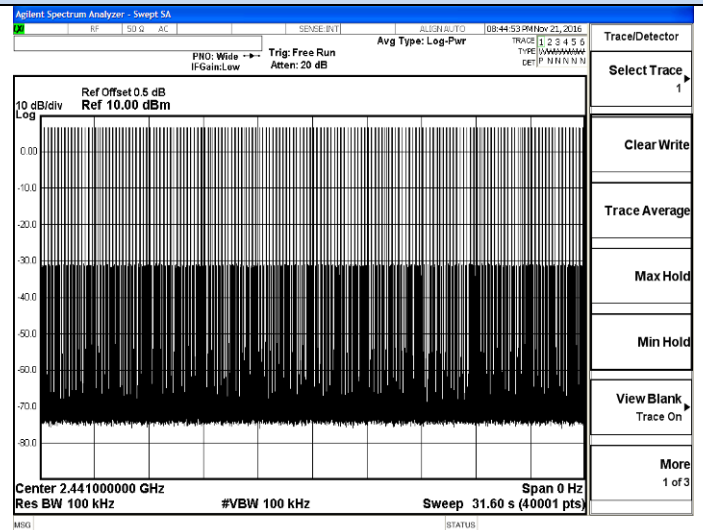 Agilent Spectrum Analyzer - Swept SA
RF 50 Ω AC SENSE:INT ALIGN AUTO 08:44:53 PM Nov 21, 2016
Avg Type: Log-Pwr
TRACE 1 2 3 4 5 6
TYPE
DET P N N N N N
PNO: Wide
IFGain:Low
Trig: Free Run
Atten: 20 dB
Ref Offset 0.5 dB
10 dB/div Ref 10.00 dBm
Log
0.00
-10.0
-20.0
-30.0
-40.0
-50.0
-60.0
-70.0
-80.0
Center 2.441000000 GHz Span 0 Hz
Res BW 100 kHz #VBW 100 kHz Sweep 31.60 s (40001 pts)
MSG STATUS
Trace/Detector
Select Trace
1
Clear Write
Trace Average
Max Hold
Min Hold
View Blank
Trace On
More
1 of 3